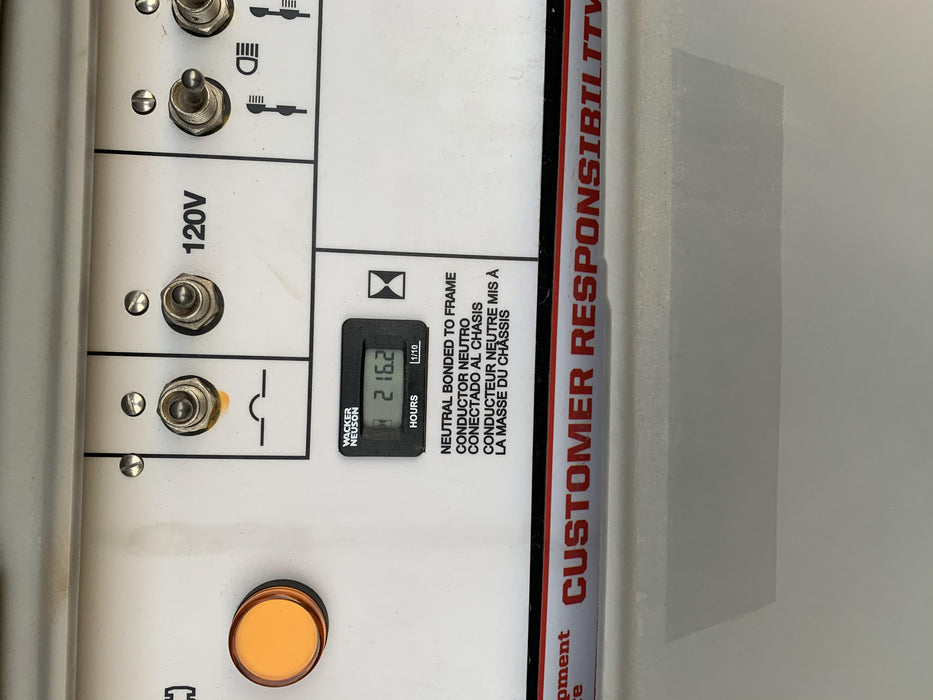 120V
WACKER
NEUSON
216.2
HOURS
1/10
NEUTRAL BONDED TO FRAME
CONDUCTOR NEUTRO
CONECTADO AL CHASIS
CONDUCTEUR NEUTRE MIS À
LA MASSE DU CHÂSSIS
CUSTOMER RESPONSIBILITY